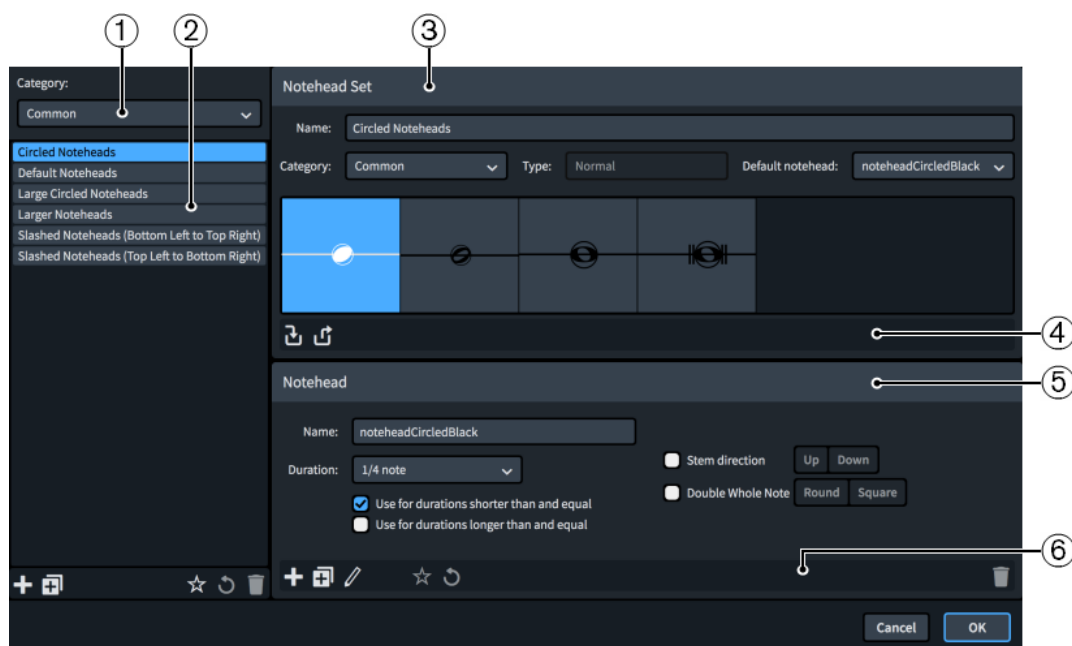 ① ② ③
Category:
Common
Circled Noteheads
Default Noteheads
Large Circled Noteheads
Larger Noteheads
Slashed Noteheads (Bottom Left to Top Right)
Slashed Noteheads (Top Left to Bottom Right)
Notehead Set
Name: Circled Noteheads
Category: Common Type: Normal Default notehead: noteheadCircledBlack
④
Notehead
⑤
Name: noteheadCircledBlack
Duration: 1/4 note
Use for durations shorter than and equal
Use for durations longer than and equal
Stem direction Up Down
Double Whole Note Round Square
⑥
Cancel OK